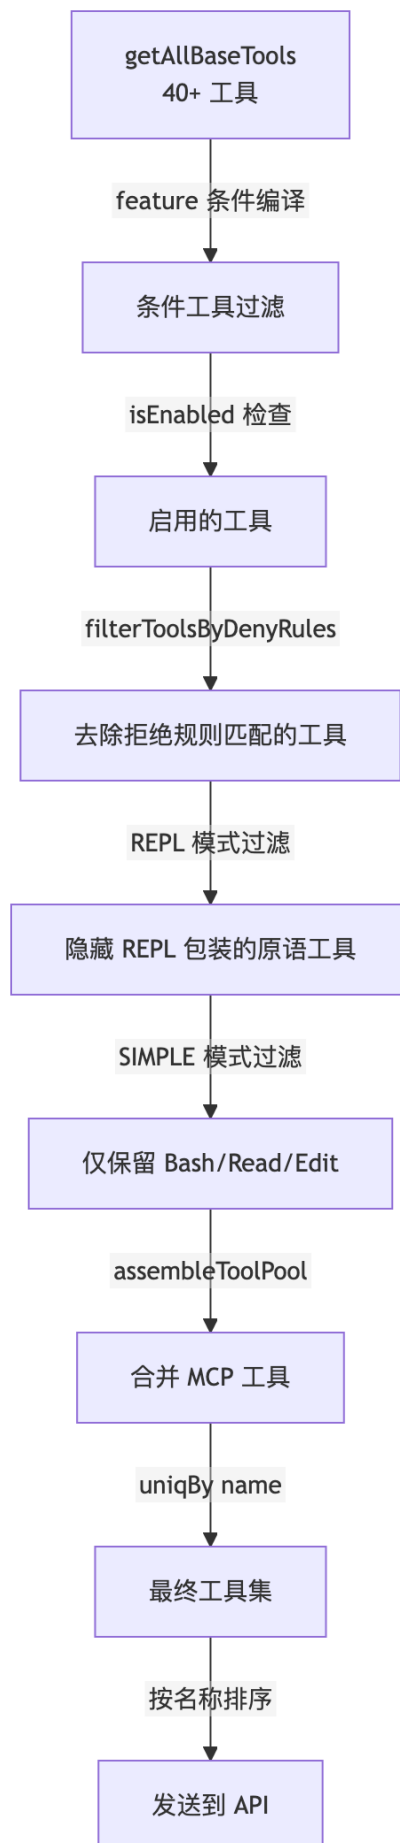 getAllBaseTools
40+ 工具
feature 条件编译
条件工具过滤
isEnabled 检查
启用的工具
filterToolsByDenyRules
去除拒绝规则匹配的工具
REPL 模式过滤
隐藏 REPL 包装的原语工具
SIMPLE 模式过滤
仅保留 Bash/Read/Edit
assembleToolPool
合并 MCP 工具
uniqBy name
最终工具集
按名称排序
发送到 API